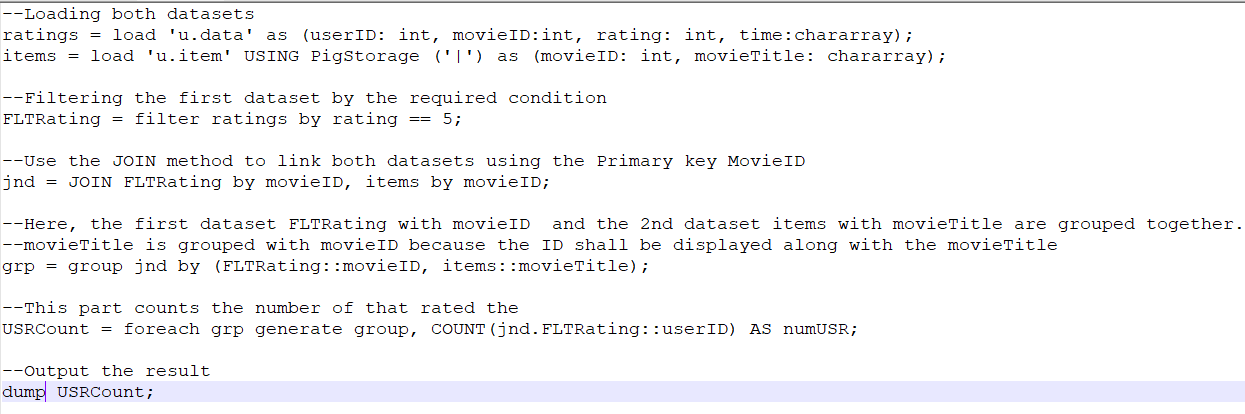 --Loading both datasets
ratings = load 'u.data' as (userID: int, movieID:int, rating: int, time:chararray);
items = load 'u.item' USING PigStorage ('|') as (movieID: int, movieTitle: chararray);
--Filtering the first dataset by the required condition
FLTRating = filter ratings by rating == 5;
--Use the JOIN method to link both datasets using the Primary key MovieID
jnd = JOIN FLTRating by movieID, items by movieID;
--Here, the first dataset FLTRating with movieID  and the 2nd dataset items with movieTitle are grouped together.
--movieTitle is grouped with movieID because the ID shall be displayed along with the movieTitle
grp = group jnd by (FLTRating::movieID, items::movieTitle);
--This part counts the number of that rated the
USRCount = foreach grp generate group, COUNT(jnd.FLTRating::userID) AS numUSR;
--Output the result
dump USRCount;